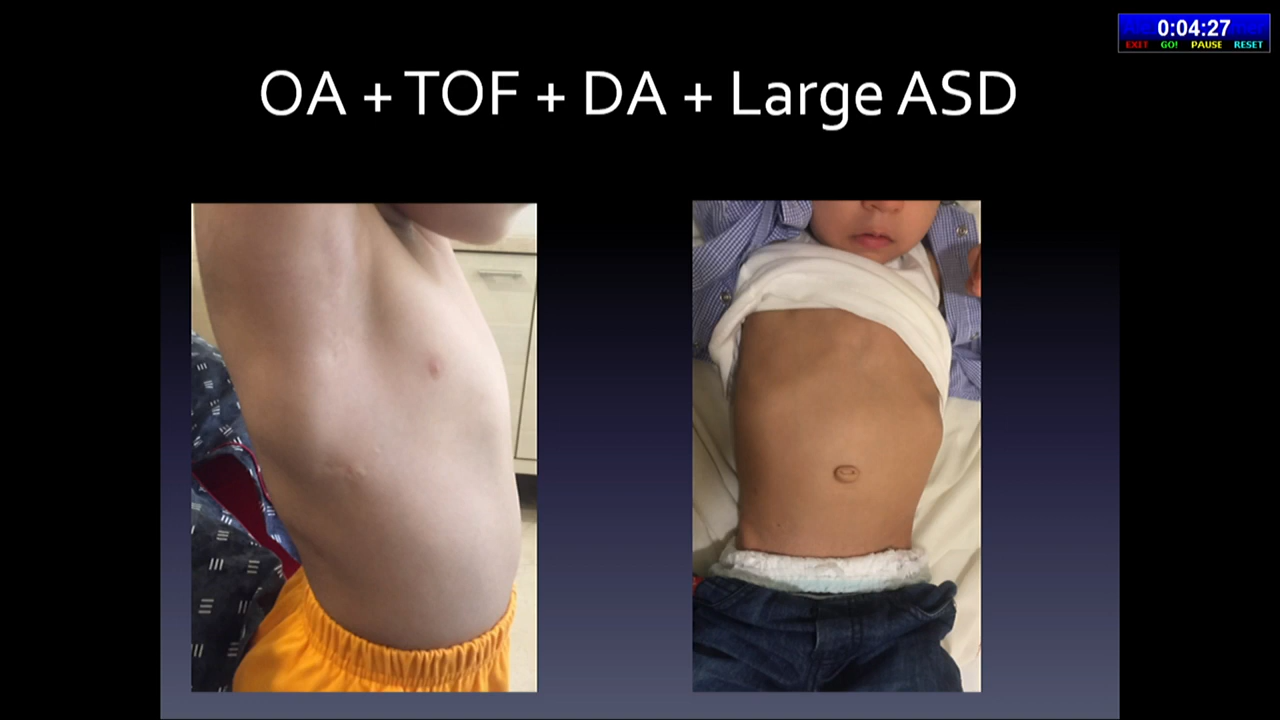 0:04:27
EXIT GO! PAUSE RESET
OA + TOF + DA + Large ASD